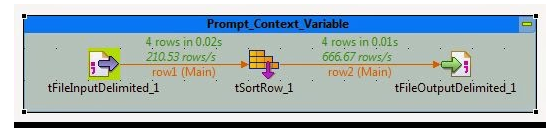 Prompt_Context_Variable
4 rows in 0.02s
210.53 rows/s
row1 (Main)
4 rows in 0.01s
666.67 rows/s
row2 (Main)
tFileInputDelimited_1
tSortRow_1
tFileOutputDelimited_1